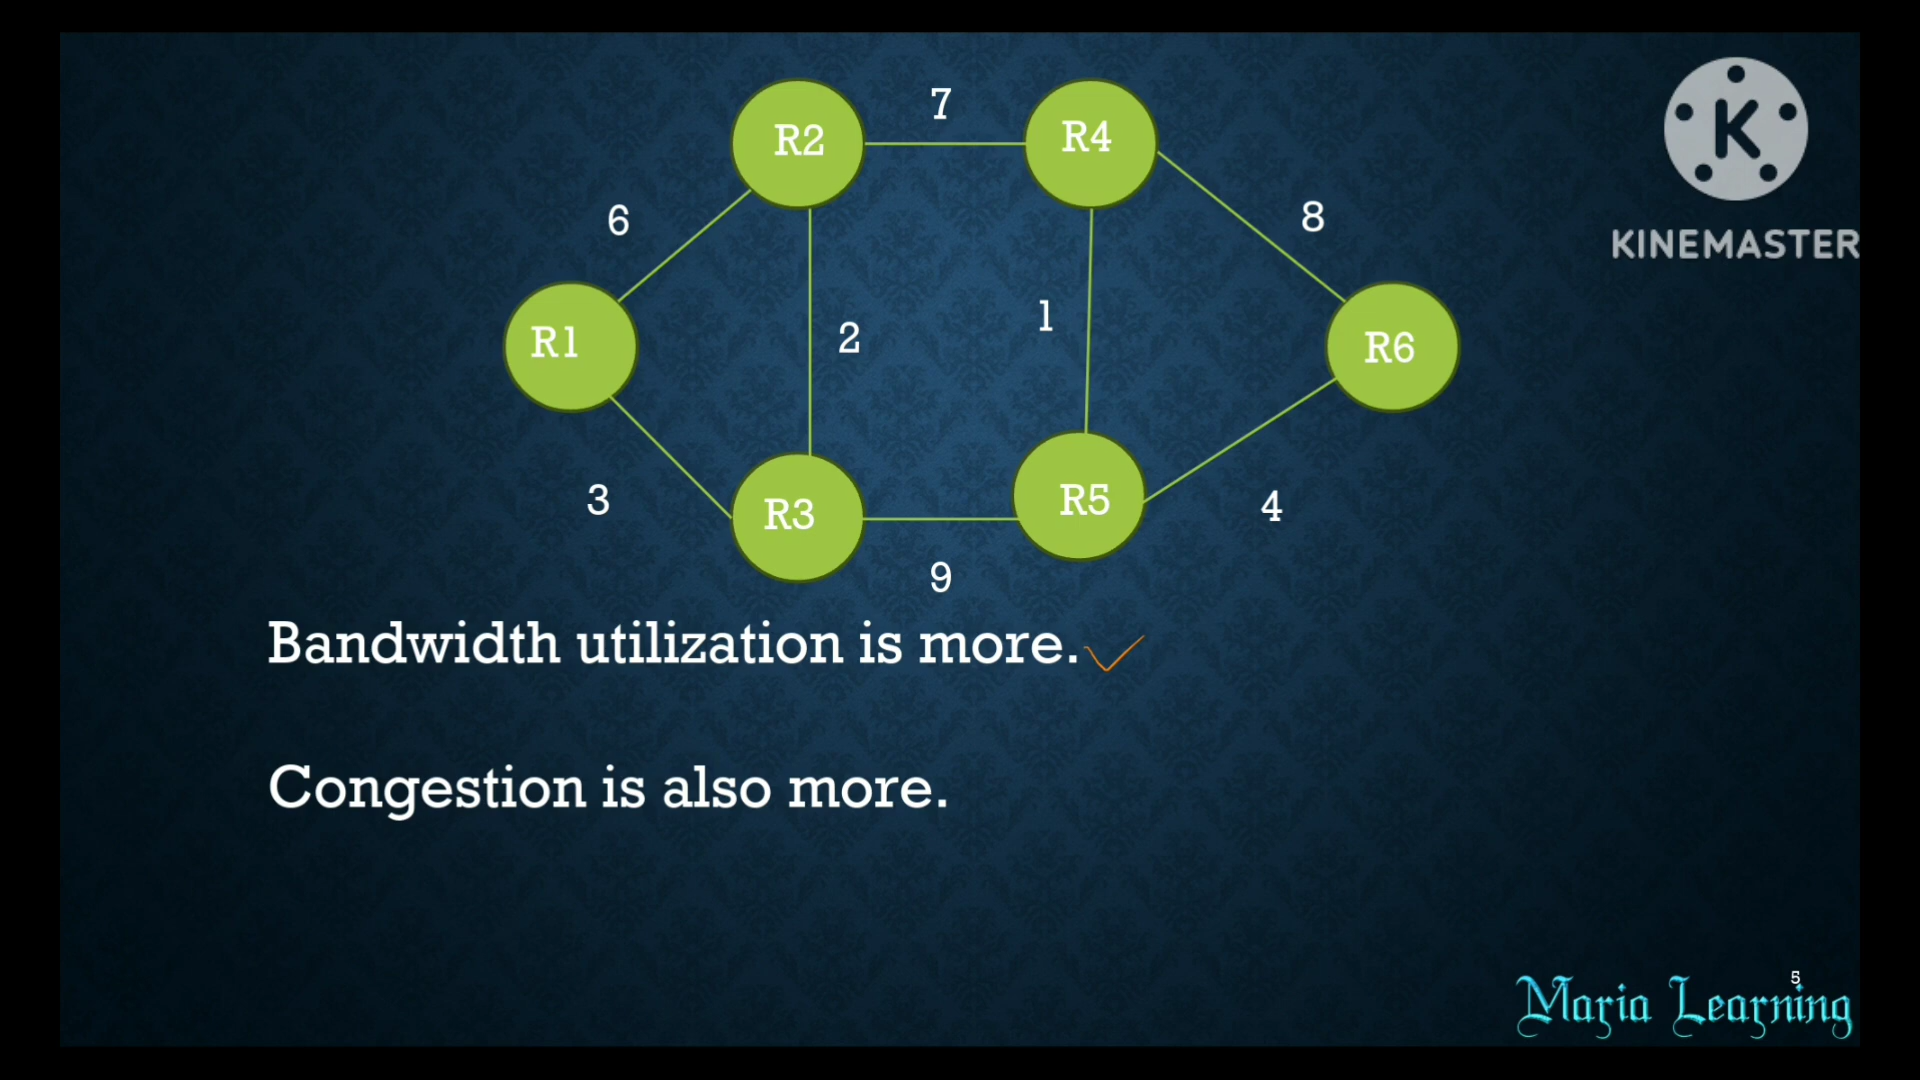 7
R2
R4
K
6
8
KINEMASTER
2
1
R1
R6
3
R3
R5
4
9
Bandwidth utilization is more.
Congestion is also more.
5
Maria Learning